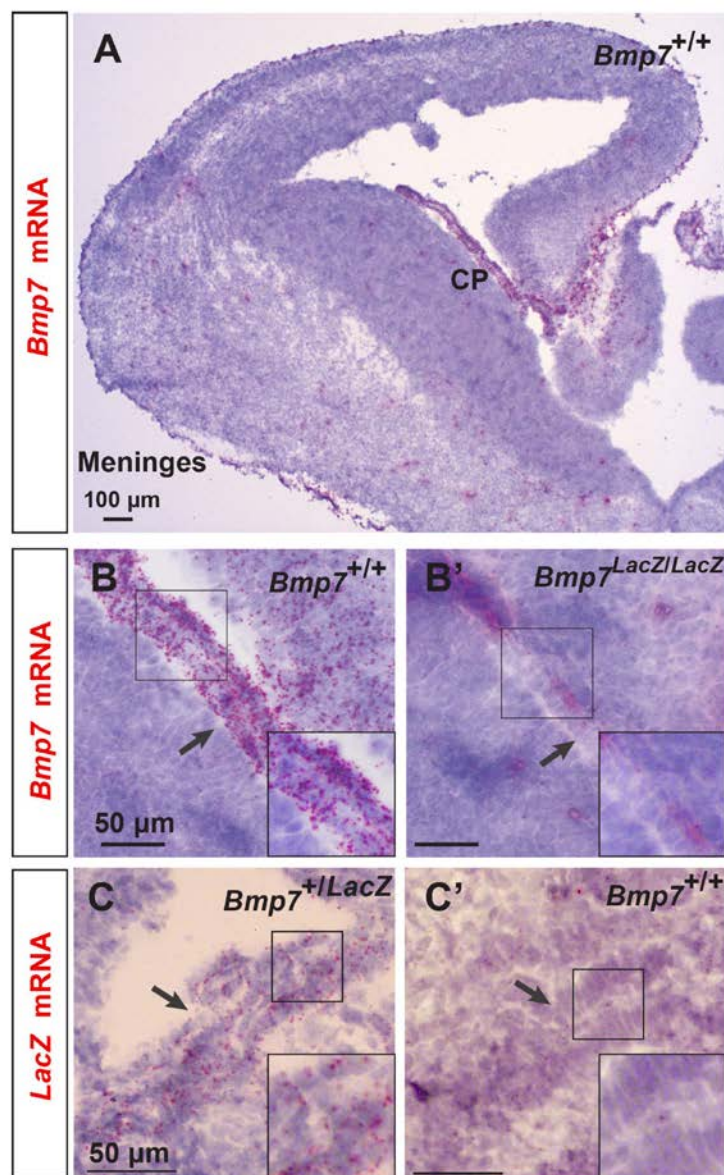 Bmp7 mRNA
A
Bmp7+/+
CP
Meninges
100 µm
Bmp7 mRNA
B
Bmp7+/+
50 µm
B'
Bmp7LacZ/LacZ
LacZ mRNA
C
Bmp7+/LacZ
50 µm
C'
Bmp7+/+